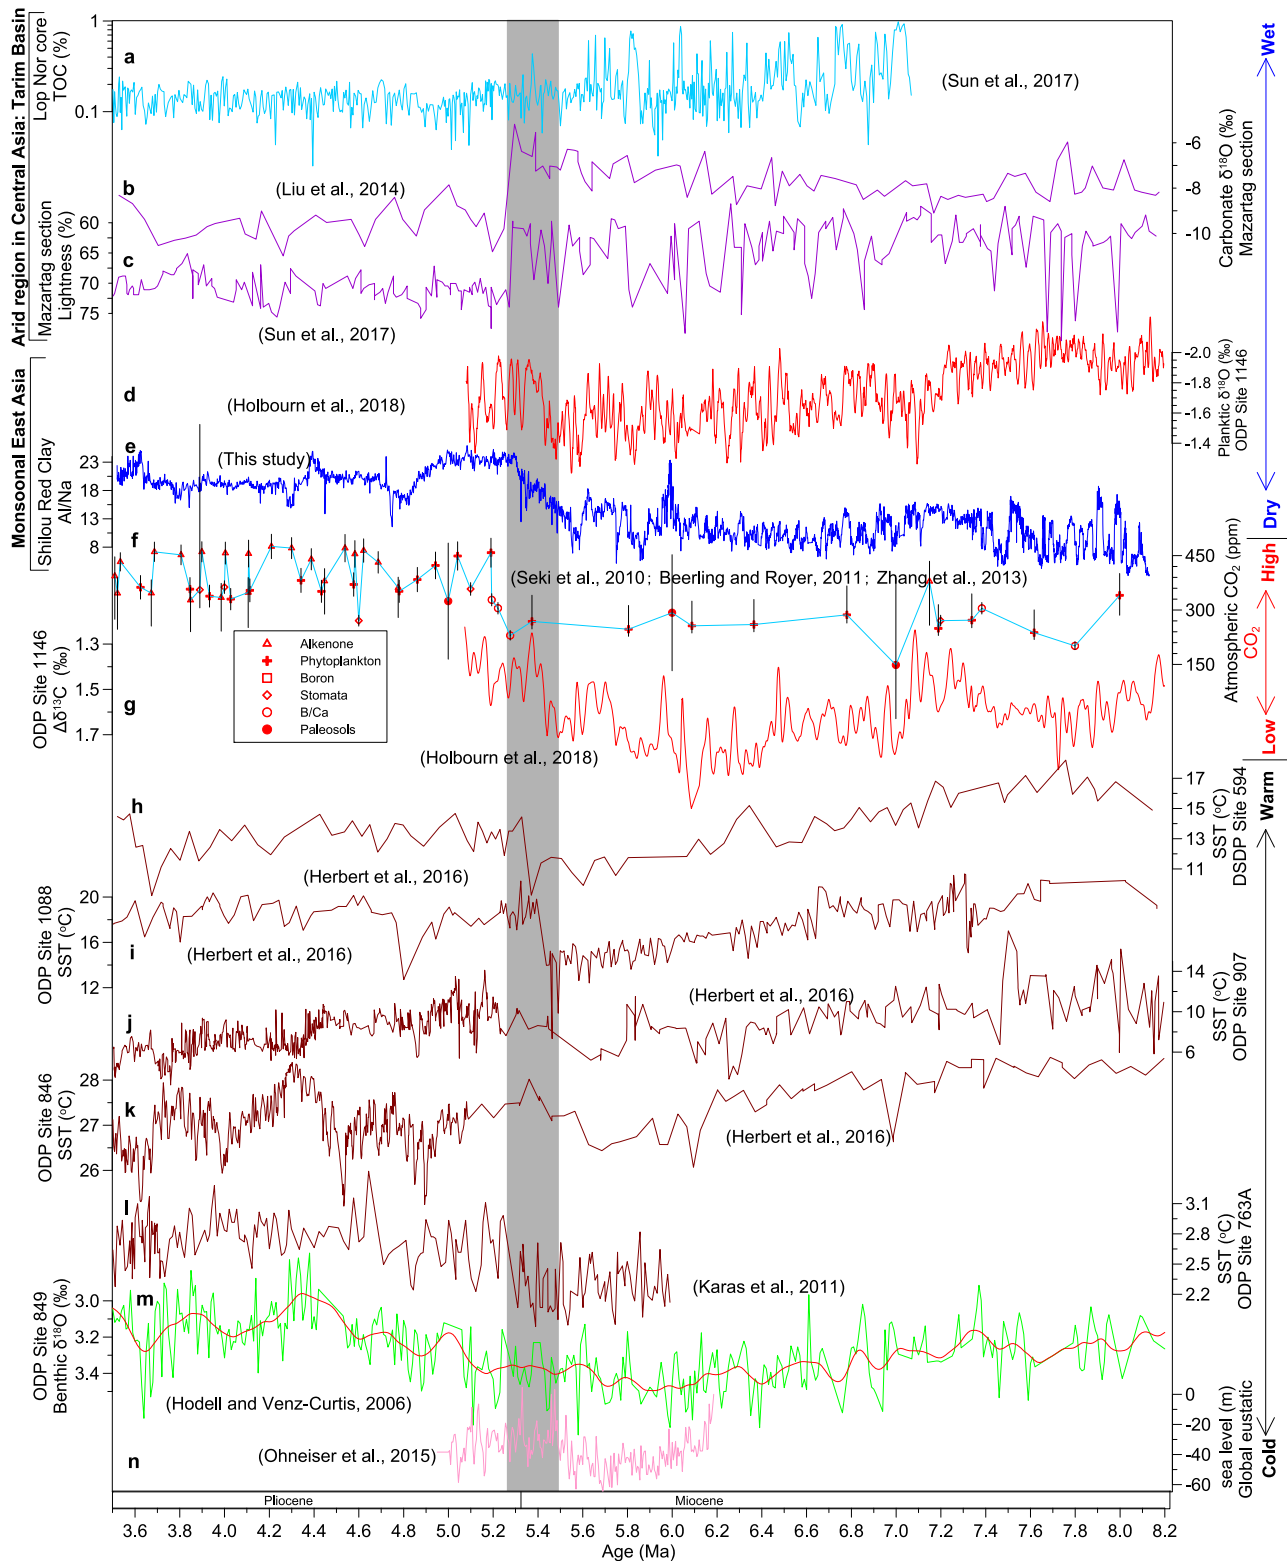 Arid region in Central Asia: Tarim Basin
Lop Nor core
TOC (%)
1
0.1
a
(Sun et al., 2017)
Wet
b
(Liu et al., 2014)
-6
-8
-10
Carbonate δ18O (‰)
Mazartag section
Mazartag section
Lightness (%)
60
65
70
75
c
(Sun et al., 2017)
Monsoonal East Asia
d
(Holbourn et al., 2018)
-2.0
-1.8
-1.6
-1.4
Planktic δ18O (‰)
ODP Site 1146
Shilou Red Clay
Al/Na
23
18
13
8
e
(This study)
Dry
f
(Seki et al., 2010; Beerling and Royer, 2011; Zhang et al., 2013)
450
300
150
Atmospheric CO2 (ppm)
High
CO2
Low
Alkenone
Phytoplankton
Boron
Stomata
B/Ca
Paleosols
ODP Site 1146
Δδ13C (‰)
1.3
1.5
1.7
g
(Holbourn et al., 2018)
h
(Herbert et al., 2016)
17
15
13
11
SST (oC)
DSDP Site 594
Warm
ODP Site 1088
SST (oC)
20
16
12
i
(Herbert et al., 2016)
j
(Herbert et al., 2016)
14
10
6
SST (oC)
ODP Site 907
ODP Site 846
SST (oC)
28
27
26
k
(Herbert et al., 2016)
l
(Karas et al., 2011)
3.1
2.8
2.5
2.2
SST (oC)
ODP Site 763A
ODP Site 849
Benthic δ18O (‰)
3.0
3.2
3.4
m
(Hodell and Venz-Curtis, 2006)
n
(Ohneiser et al., 2015)
0
-20
-40
-60
sea level (m)
Global eustatic
Cold
Pliocene
Miocene
3.5 3.8 4.0 4.2 4.4 4.6 4.8 5.0 5.2 5.4 5.6 5.8 6.0 6.2 6.4 6.6 6.8 7.0 7.2 7.4 7.6 7.8 8.0 8.2
Age (Ma)